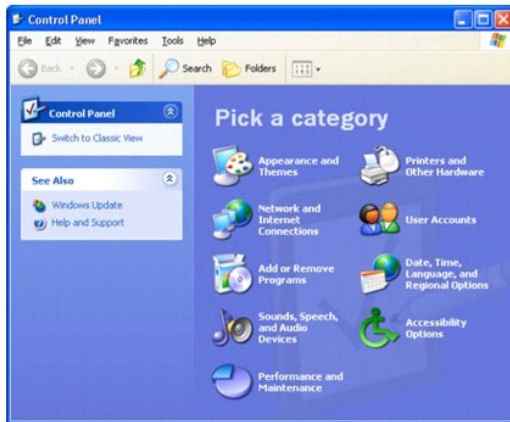 Control Panel
File Edit View Favorites Tools Help
Back Search Folders
Control Panel
Switch to Classic View
See Also
Windows Update
Help and Support
Pick a category
Appearance and
Themes
Printers and
Other Hardware
Network and
Internet
Connections
User Accounts
Add or Remove
Programs
Date, Time,
Language, and
Regional Options
Sounds, Speech,
and Audio
Devices
Accessibility
Options
Performance and
Maintenance